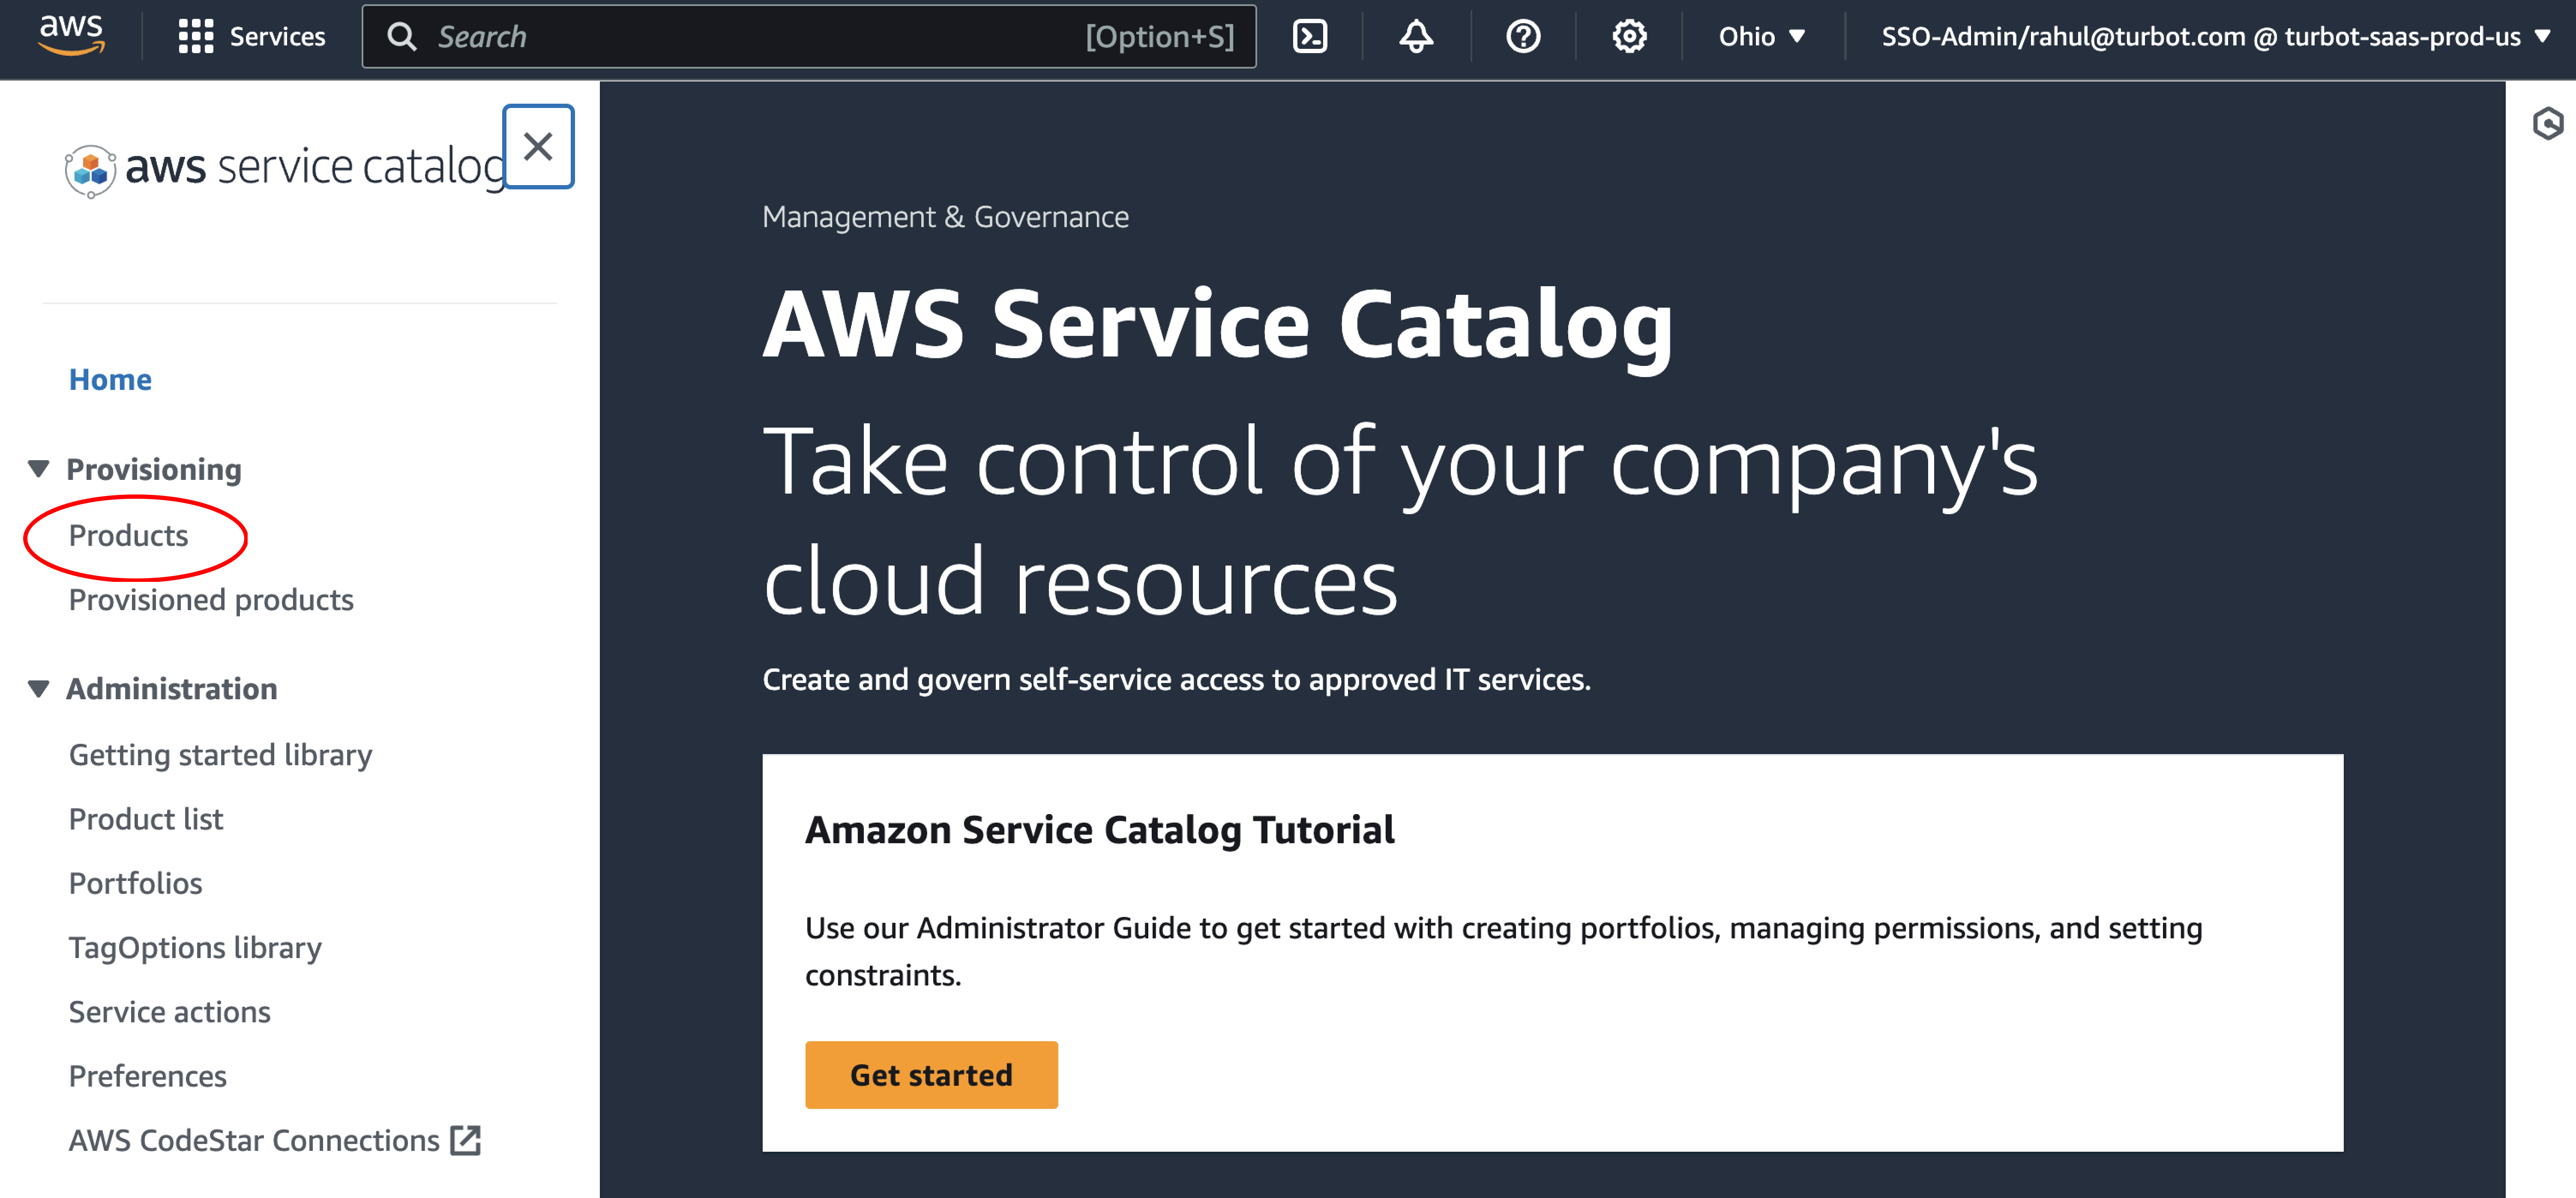 aws
Services
Search
[Option+S]
Ohio
SSO-Admin/rahul@turbot.com @ turbot-saas-prod-us
aws service catalog
Home
Provisioning
Products
Provisioned products
Administration
Getting started library
Product list
Portfolios
TagOptions library
Service actions
Preferences
AWS CodeStar Connections
Management & Governance
AWS Service Catalog
Take control of your company's
cloud resources
Create and govern self-service access to approved IT services.
Amazon Service Catalog Tutorial
Use our Administrator Guide to get started with creating portfolios, managing permissions, and setting
constraints.
Get started